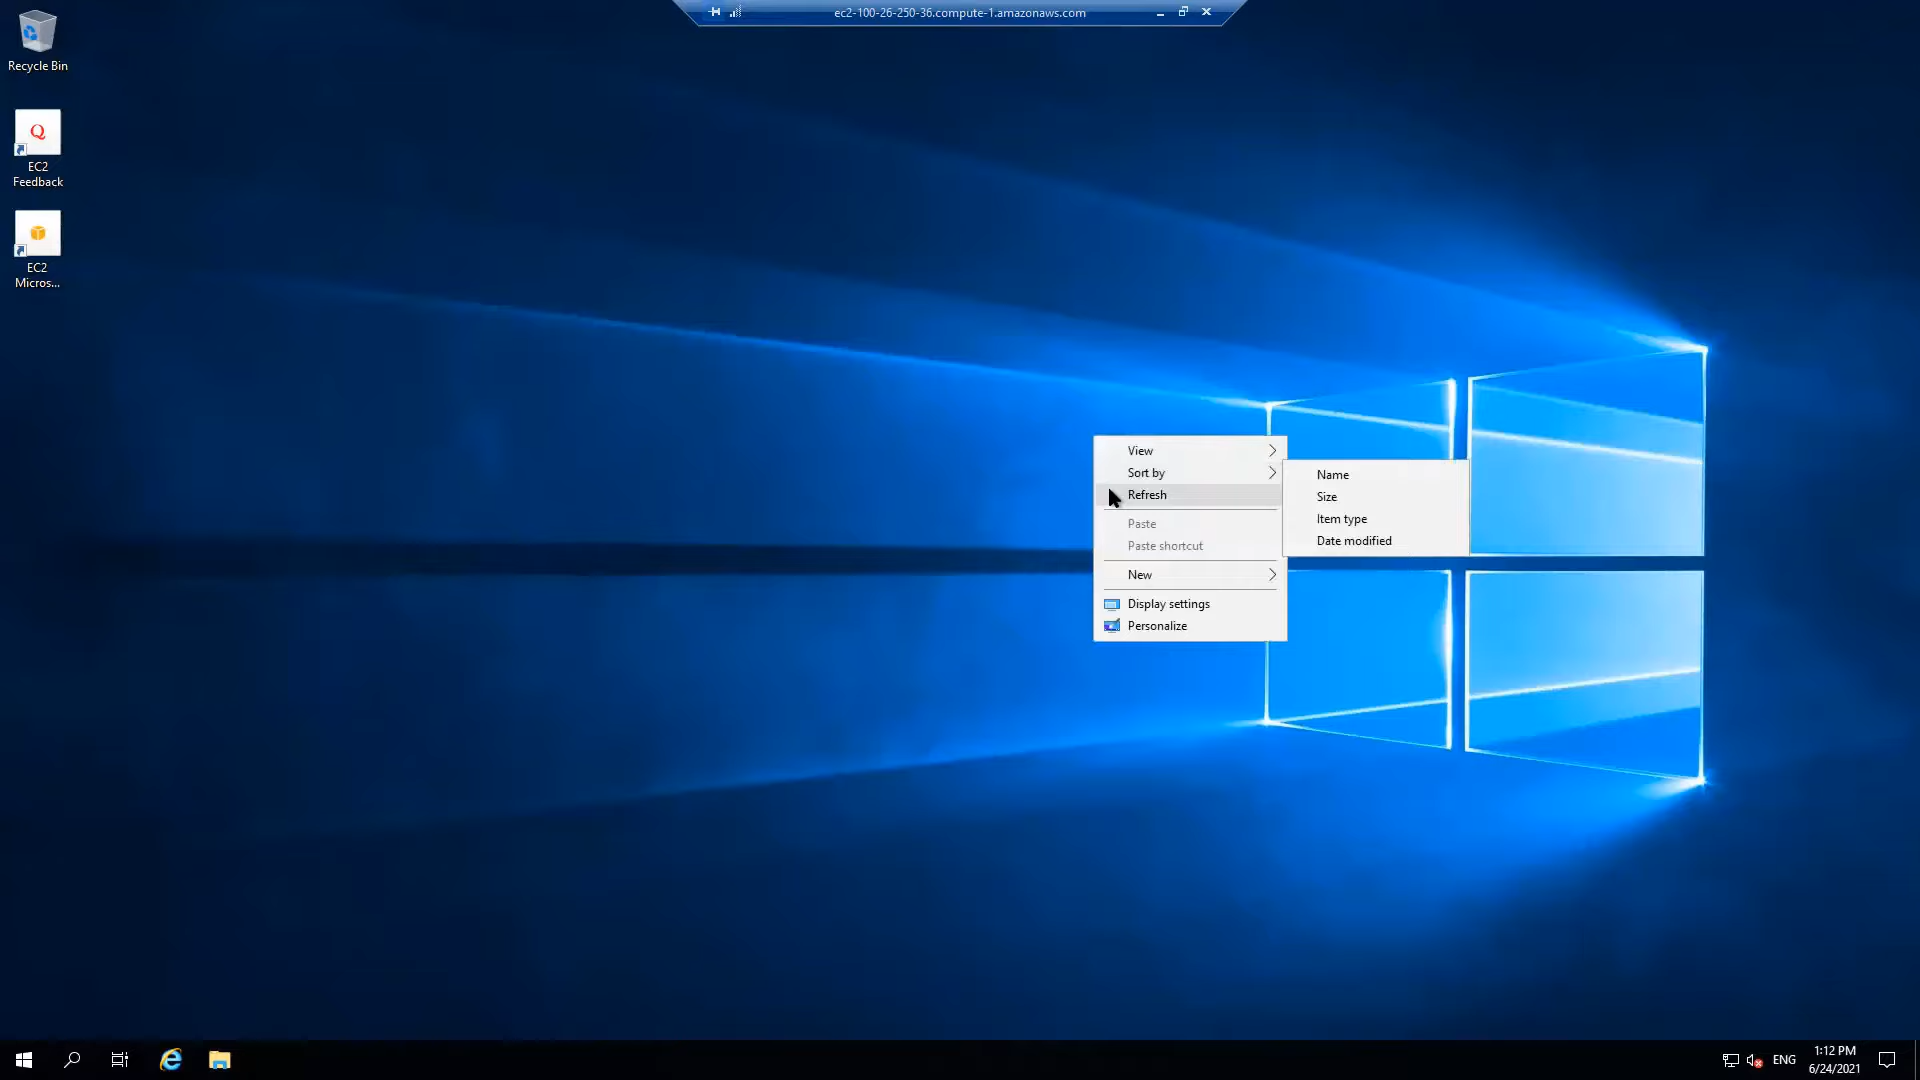 ec2-100-26-250-36.compute-1.amazonaws.com
Recycle Bin
Q
EC2
Feedback
EC2
Micros...
View
Sort by
Refresh
Paste
Paste shortcut
New
Display settings
Personalize
Name
Size
Item type
Date modified
ENG
1:12 PM
6/24/2021